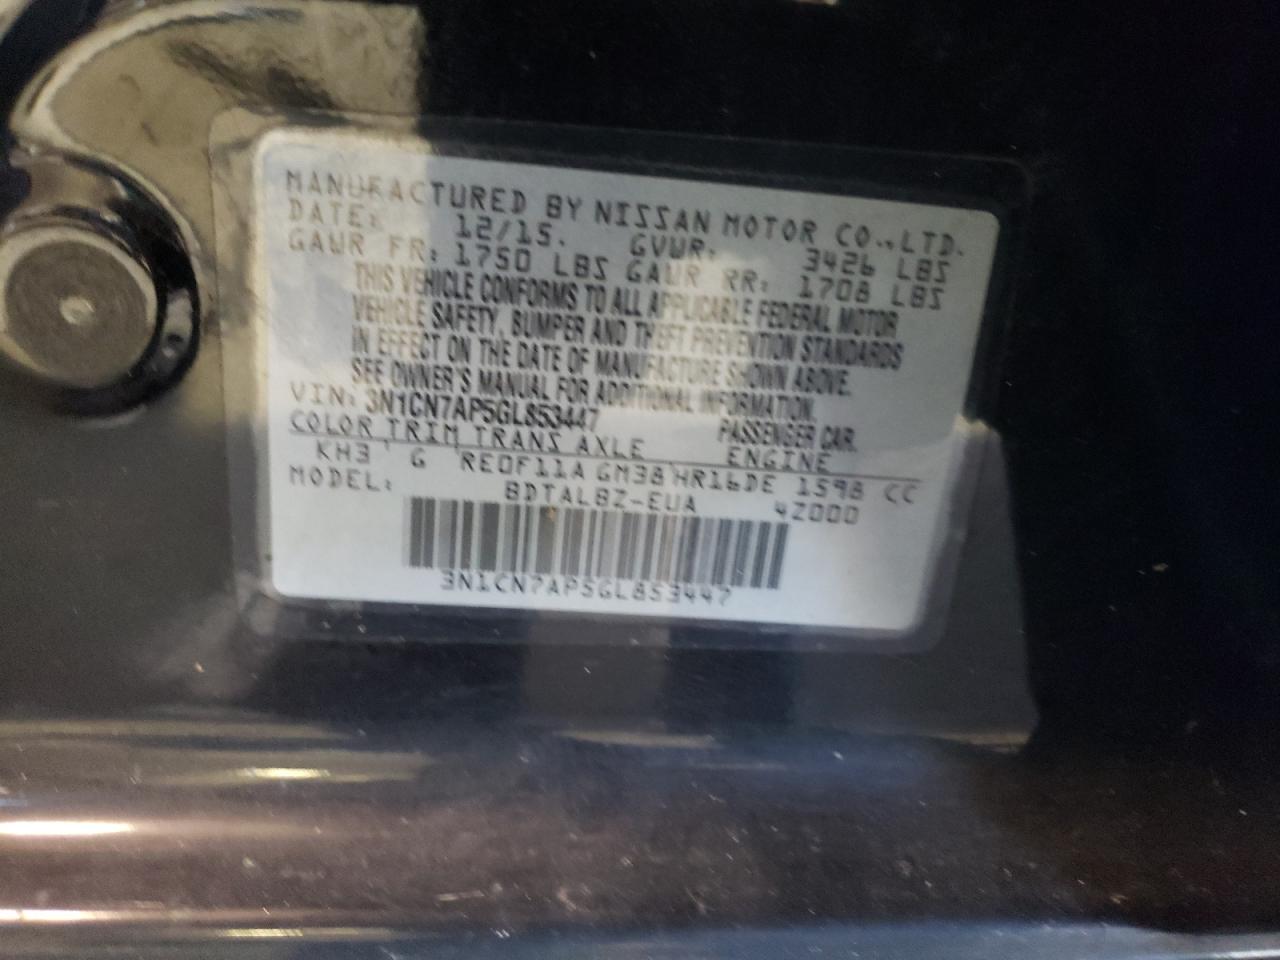 MANUFACTURED BY NISSAN MOTOR CO.,LTD.
DATE: 12/15. GVWR: 3426 LBS
GAWR FR: 1750 LBS GAWR RR: 1708 LBS
THIS VEHICLE CONFORMS TO ALL APPLICABLE FEDERAL MOTOR
VEHICLE SAFETY, BUMPER AND THEFT PREVENTION STANDARDS
IN EFFECT ON THE DATE OF MANUFACTURE SHOWN ABOVE.
SEE OWNER'S MANUAL FOR ADDITIONAL INFORMATION.
VIN: 3N1CN7AP5GL853447 PASSENGER CAR.
COLOR TRIM TRANS AXLE ENGINE
KH3 G RE0F11A GM38 HR16DE 1598 CC
MODEL: BDTALBZ-EUA 4Z000
3N1CN7AP5GL853447